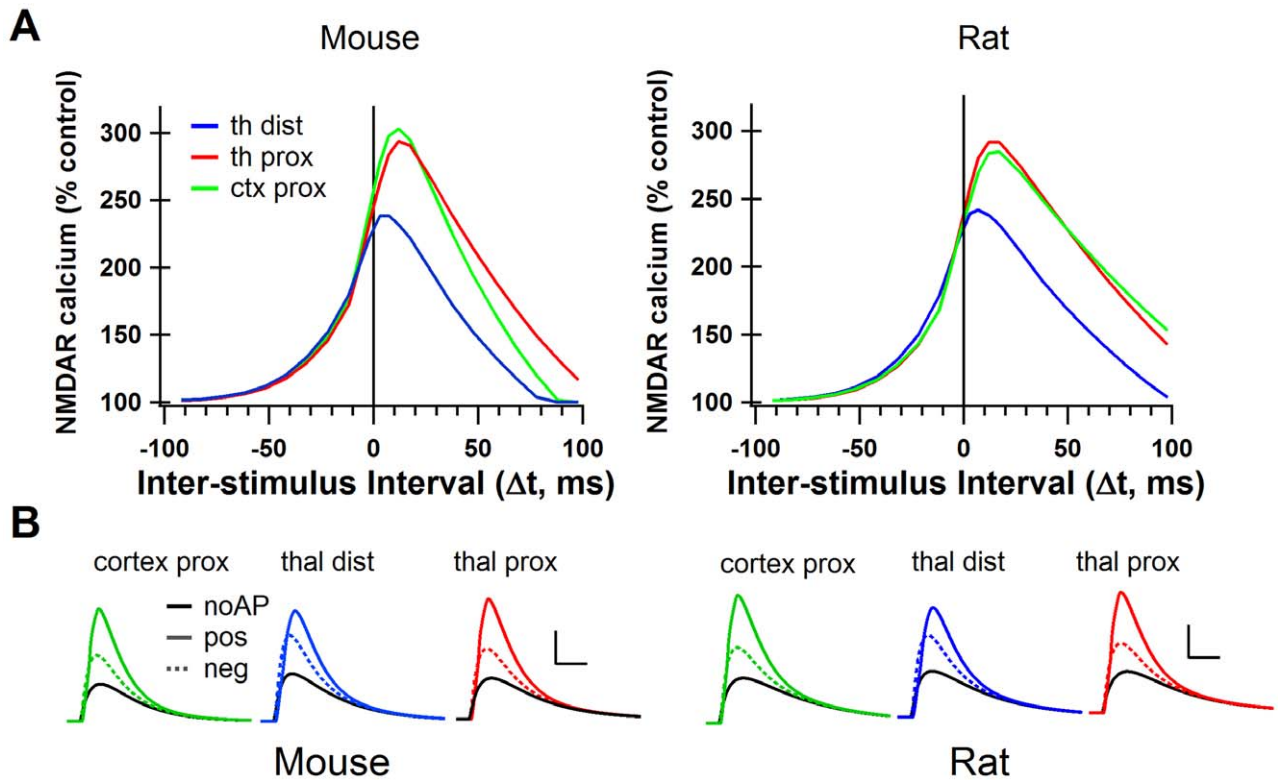 A
Mouse
Rat
NMDAR calcium (% control)
300
250
200
150
100
th dist
th prox
ctx prox
-100
-50
0
50
100
Inter-stimulus Interval (Δt, ms)
NMDAR calcium (% control)
300
250
200
150
100
-100
-50
0
50
100
Inter-stimulus Interval (Δt, ms)
B
cortex prox
thal dist
thal prox
noAP
pos
neg
Mouse
cortex prox
thal dist
thal prox
Rat